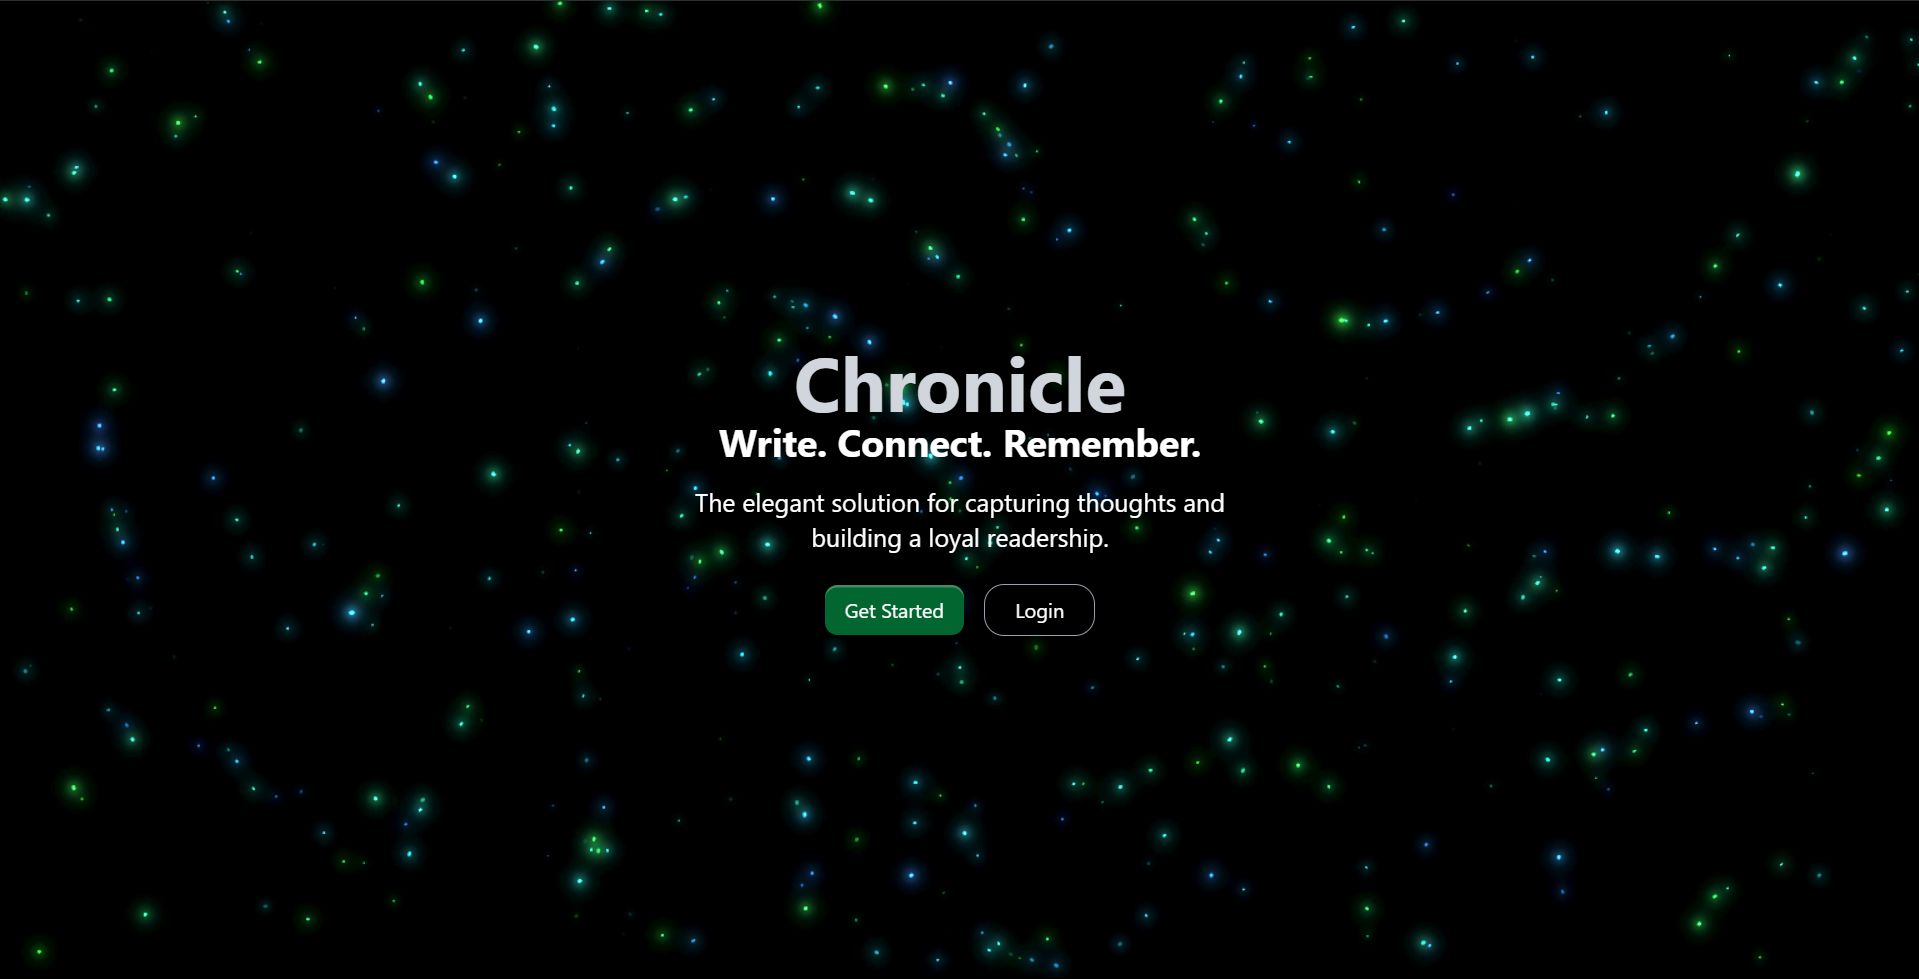 Chronicle
Write. Connect. Remember.
The elegant solution for capturing thoughts and
building a loyal readership.
Get Started
Login